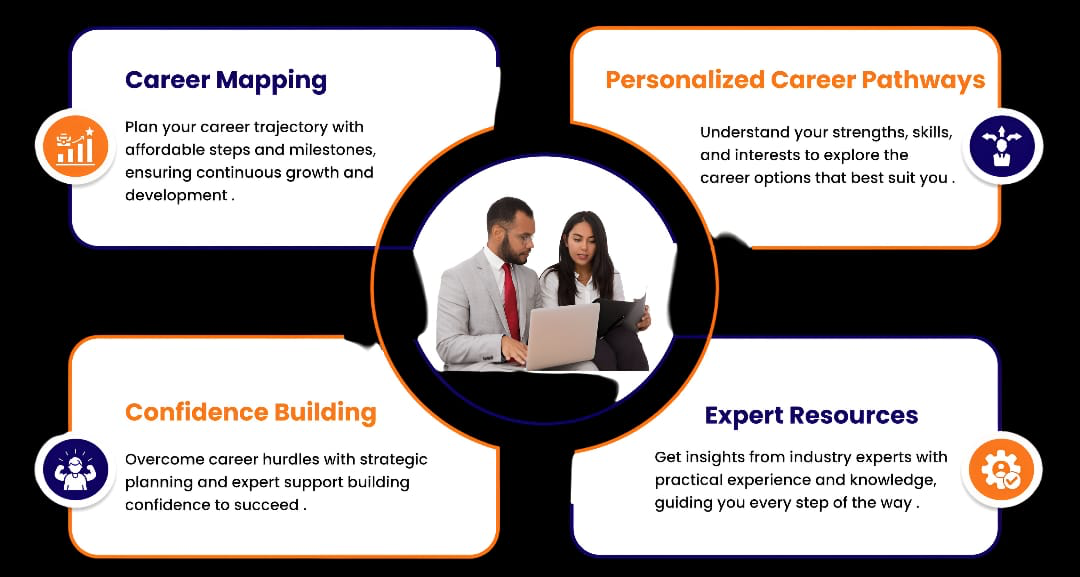 Career Mapping
Plan your career trajectory with
affordable steps and milestones,
ensuring continuous growth and
development .
Personalized Career Pathways
Understand your strengths, skills,
and interests to explore the
career options that best suit you .
Confidence Building
Overcome career hurdles with strategic
planning and expert support building
confidence to succeed .
Expert Resources
Get insights from industry experts with
practical experience and knowledge,
guiding you every step of the way .